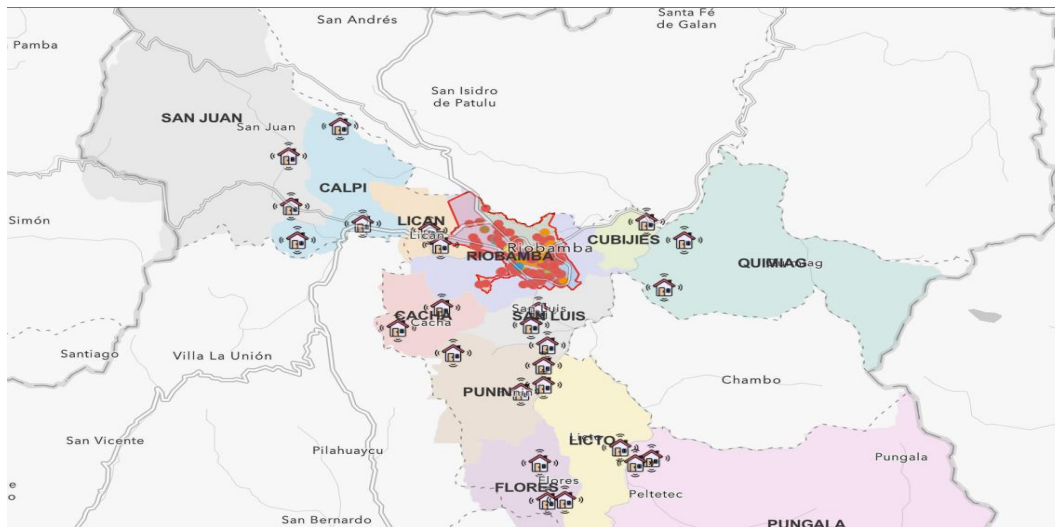 San Andrés
Santa Fé
de Galan
Pamba
San Isidro
de Patulu
SAN JUAN
San Juan
CALPI
Simón
LICAN
Lican
Riobamba
RIOBAMBA
CUBIJIES
QUIMIAG
CACHA
Cacha
San Luis
SAN LUIS
Santiago
Villa La Unión
Chambo
PUNIN
San Vicente
Pilahuaycu
LICTO
Licto
Pungala
FLORES
Flores
Peltetec
e
o
San Bernardo
PUNGALA